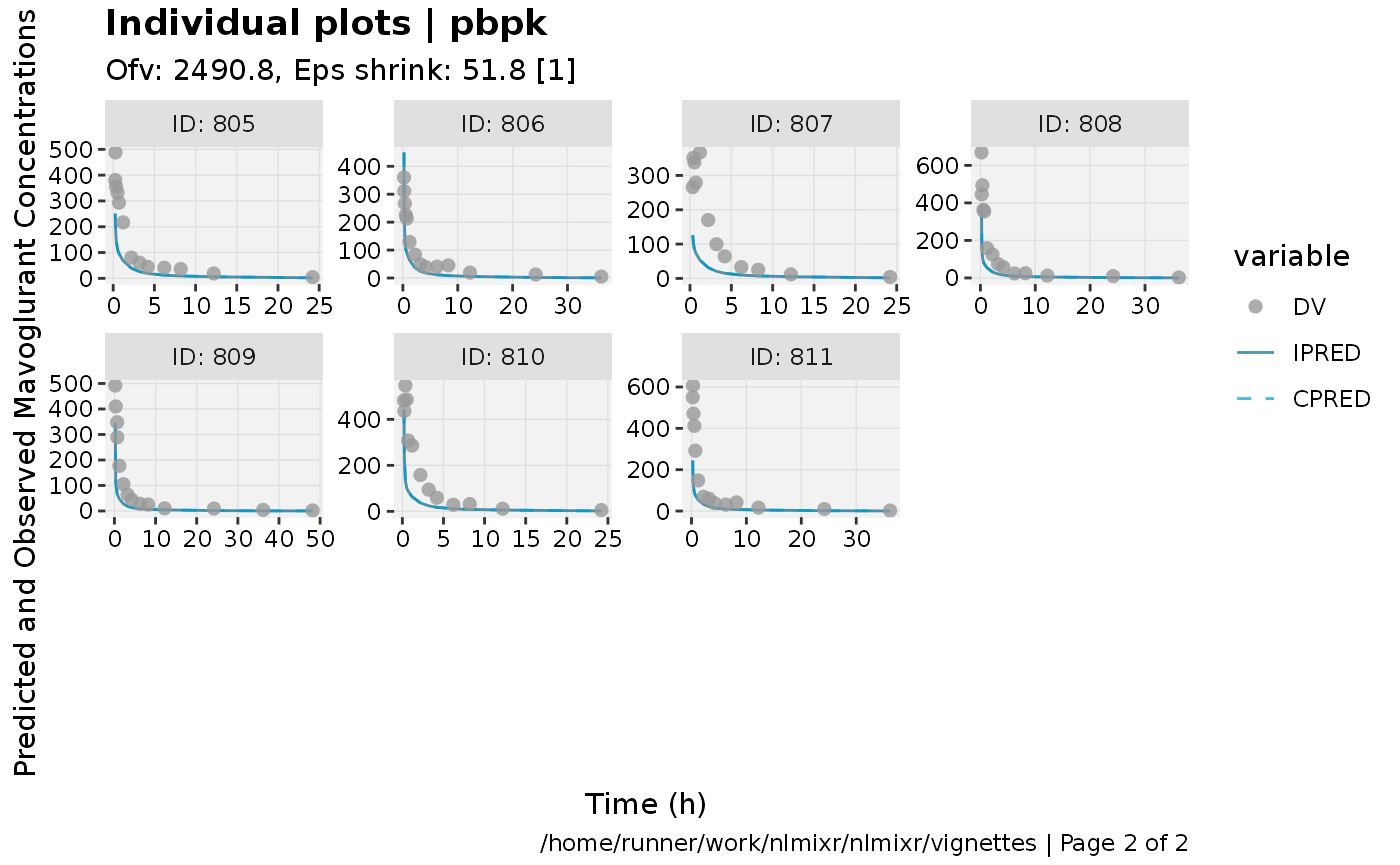 Individual plots | pbpk
Ofv: 2490.8, Eps shrink: 51.8 [1]
Predicted and Observed Mavoglurant Concentrations
ID: 805
500
400
300
200
100
0
0 5 10 15 20 25
ID: 806
400
300
200
100
0
0 10 20 30
ID: 807
300
200
100
0
0 5 10 15 20 25
ID: 808
600
400
200
0
0 10 20 30
ID: 809
500
400
300
200
100
0
0 10 20 30 40 50
ID: 810
400
200
0
0 5 10 15 20 25
ID: 811
600
400
200
0
0 10 20 30
variable
DV
IPRED
CPRED
Time (h)
/home/runner/work/nlmixr/nlmixr/vignettes | Page 2 of 2